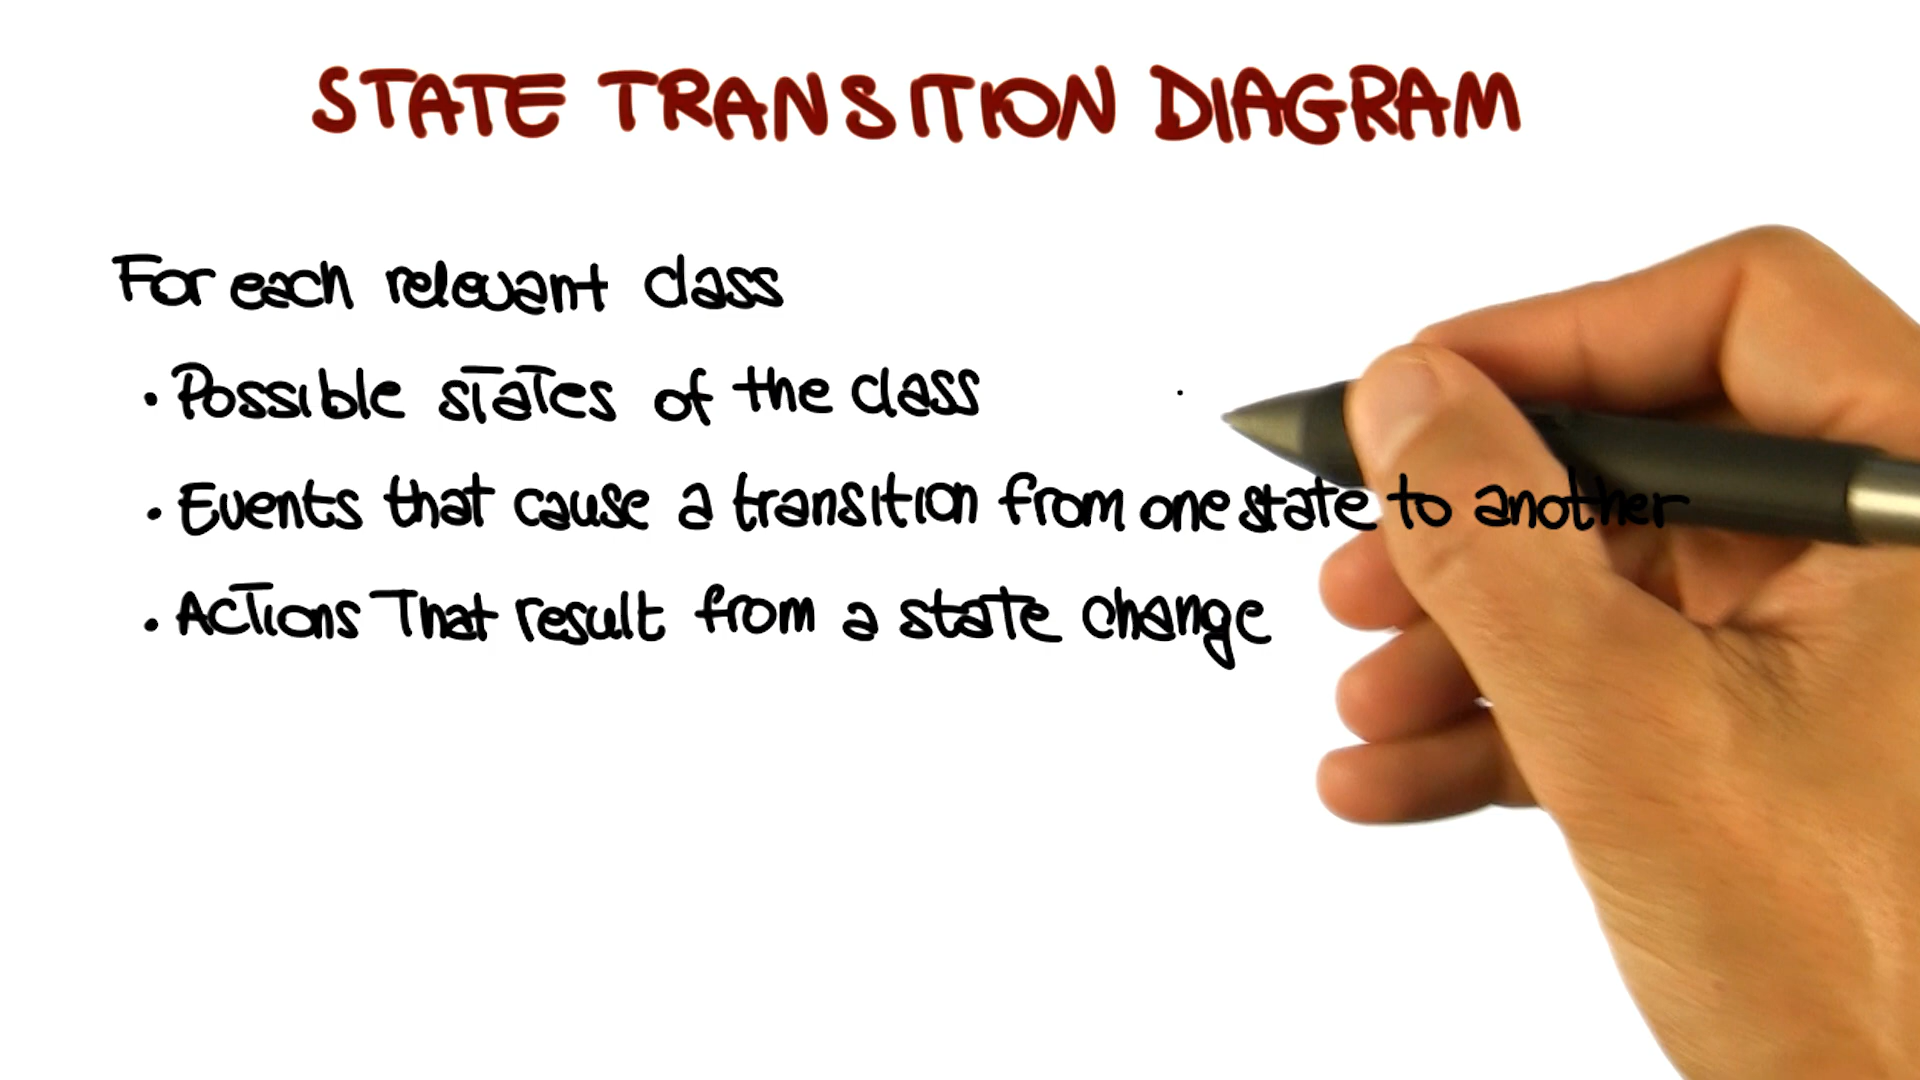 STATE TRANSITION DIAGRAM
For each relevant class
• Possible states of the class
• Events that cause a transition from one state to another
• Actions That result from a state change